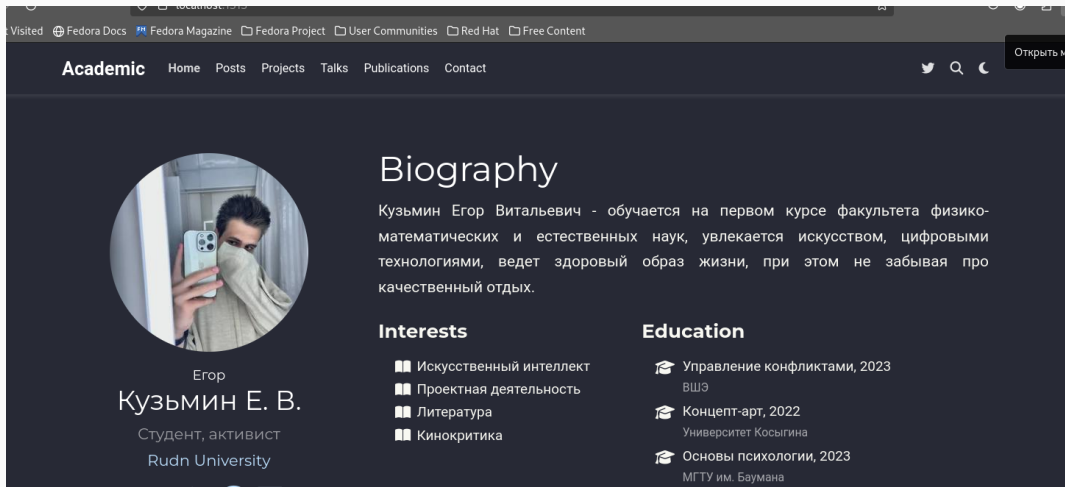 localhost:1313
Visited Fedora Docs Fedora Magazine Fedora Project User Communities Red Hat Free Content
Открыть
Academic Home Posts Projects Talks Publications Contact
Biography
Кузьмин Егор Витальевич - обучается на первом курсе факультета физико-
математических и естественных наук, увлекается искусством, цифровыми
технологиями, ведет здоровый образ жизни, при этом не забывая про
качественный отдых.
Егор
Кузьмин Е. В.
Студент, активист
Rudn University
Interests
Искусственный интеллект
Проектная деятельность
Литература
Кинокритика
Education
Управление конфликтами, 2023
ВШЭ
Концепт-арт, 2022
Университет Косыгина
Основы психологии, 2023
МГТУ им. Баумана